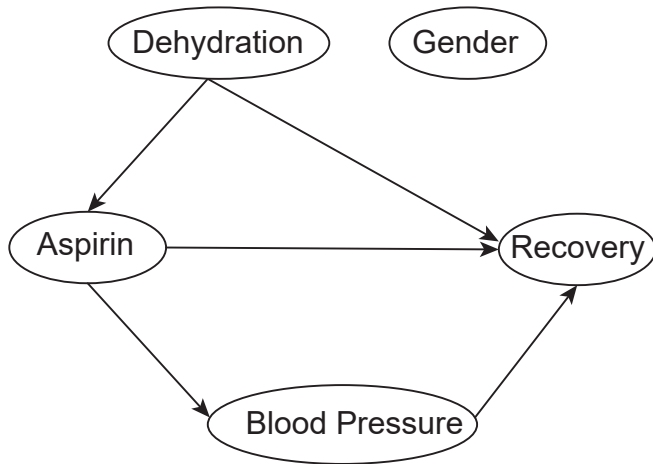 Dehydration
Gender
Aspirin
Recovery
Blood Pressure